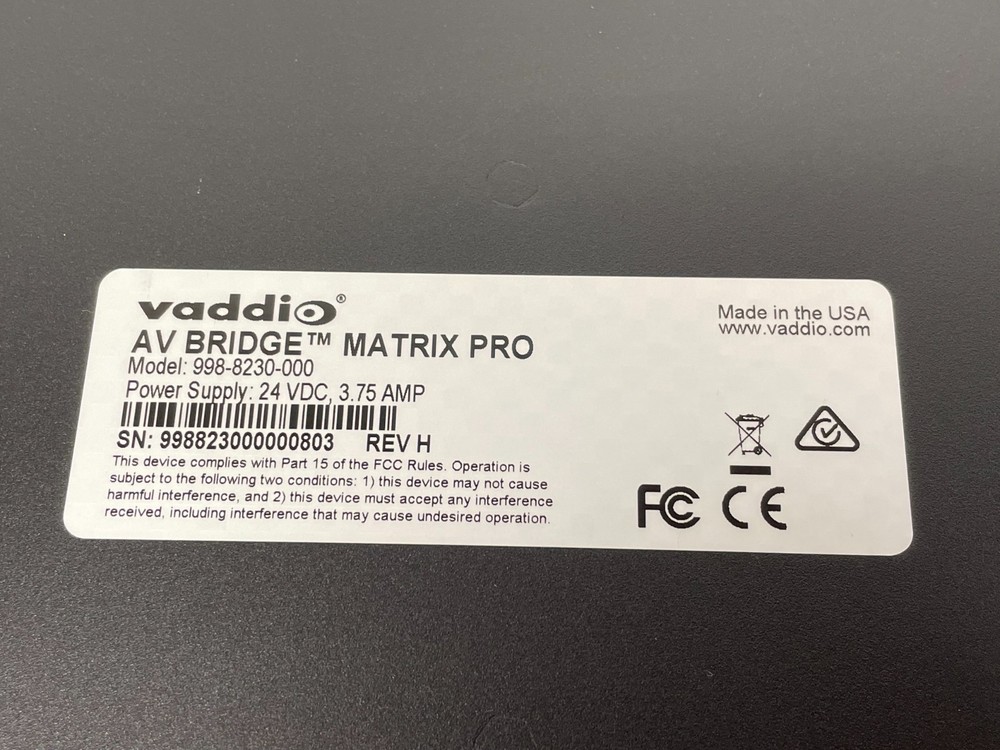 vaddio®
AV BRIDGE™ MATRIX PRO
Model: 998-8230-000
Power Supply: 24 VDC, 3.75 AMP
SN: 998823000000803 REV H
This device complies with Part 15 of the FCC Rules. Operation is
subject to the following two conditions: 1) this device may not cause
harmful interference, and 2) this device must accept any interference
received, including interference that may cause undesired operation.
Made in the USA
www.vaddio.com
FC CE